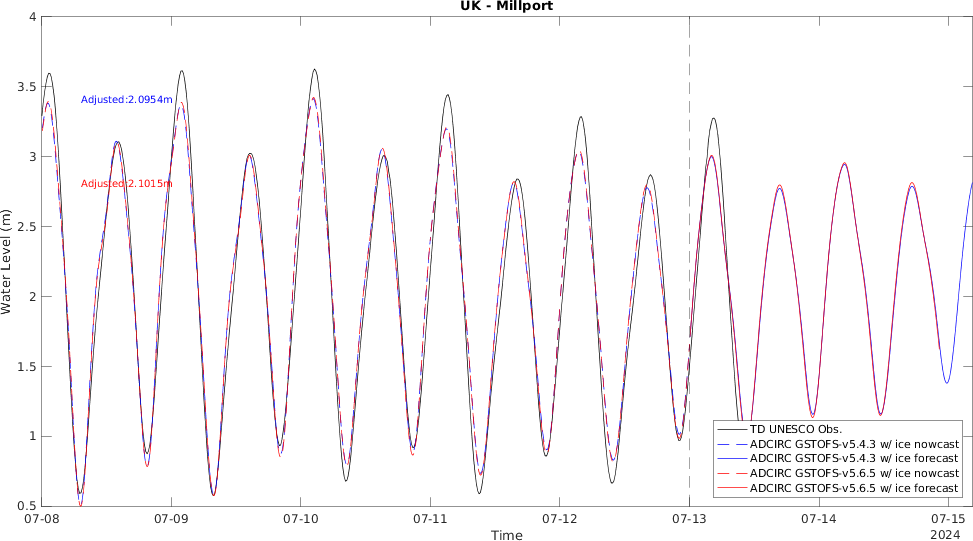 UK - Millport
4
3.5
3
2.5
2
1.5
1
0.5
Water Level (m)
Adjusted:2.0954m
Adjusted:2.1015m
TD UNESCO Obs.
ADCIRC GSTOFS-v5.4.3 w/ ice nowcast
ADCIRC GSTOFS-v5.4.3 w/ ice forecast
ADCIRC GSTOFS-v5.6.5 w/ ice nowcast
ADCIRC GSTOFS-v5.6.5 w/ ice forecast
07-08 07-09 07-10 07-11 07-12 07-13 07-14 07-15
Time
2024